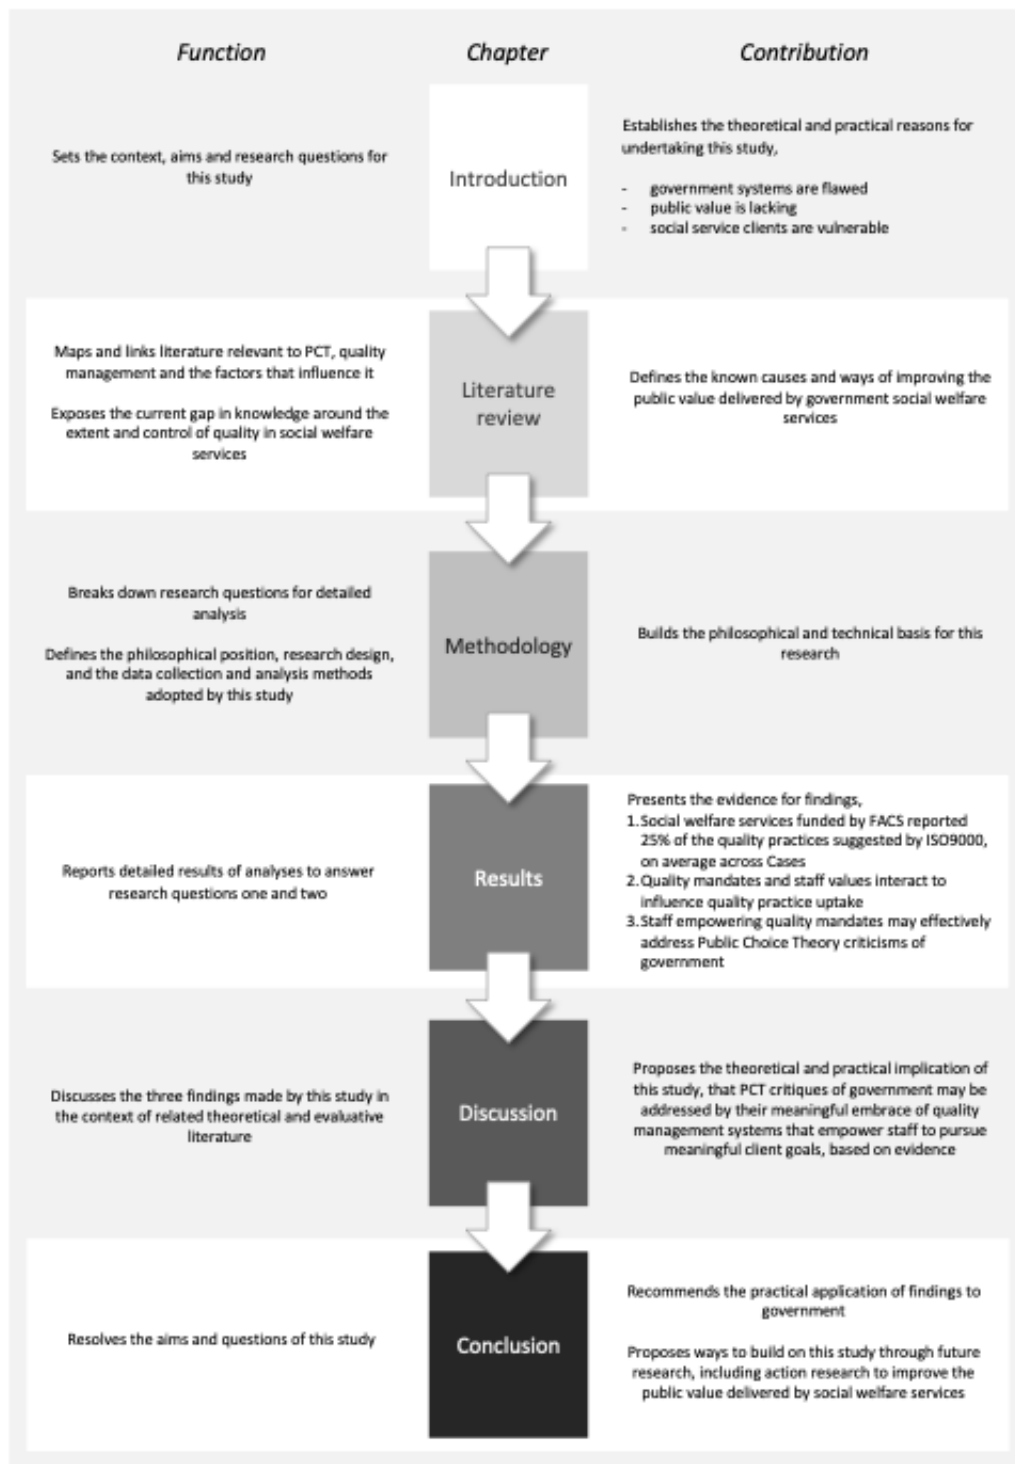 Function
Chapter
Contribution
Sets the context, aims and research questions for
this study
Introduction
Establishes the theoretical and practical reasons for
undertaking this study,
- government systems are flawed
- public value is lacking
- social service clients are vulnerable
Maps and links literature relevant to PCT, quality
management and the factors that influence it
Exposes the current gap in knowledge around the
extent and control of quality in social welfare
services
Literature
review
Defines the known causes and ways of improving the
public value delivered by government social welfare
services
Breaks down research questions for detailed
analysis
Defines the philosophical position, research design,
and the data collection and analysis methods
adopted by this study
Methodology
Builds the philosophical and technical basis for this
research
Reports detailed results of analyses to answer
research questions one and two
Results
Presents the evidence for findings,
1. Social welfare services funded by FACS reported
25% of the quality practices suggested by ISO9000,
on average across Cases
2. Quality mandates and staff values interact to
influence quality practice uptake
3. Staff empowering quality mandates may effectively
address Public Choice Theory criticisms of
government
Discusses the three findings made by this study in
the context of related theoretical and evaluative
literature
Discussion
Proposes the theoretical and practical implication of
this study, that PCT critiques of government may be
addressed by their meaningful embrace of quality
management systems that empower staff to pursue
meaningful client goals, based on evidence
Resolves the aims and questions of this study
Conclusion
Recommends the practical application of findings to
government
Proposes ways to build on this study through future
research, including action research to improve the
public value delivered by social welfare services